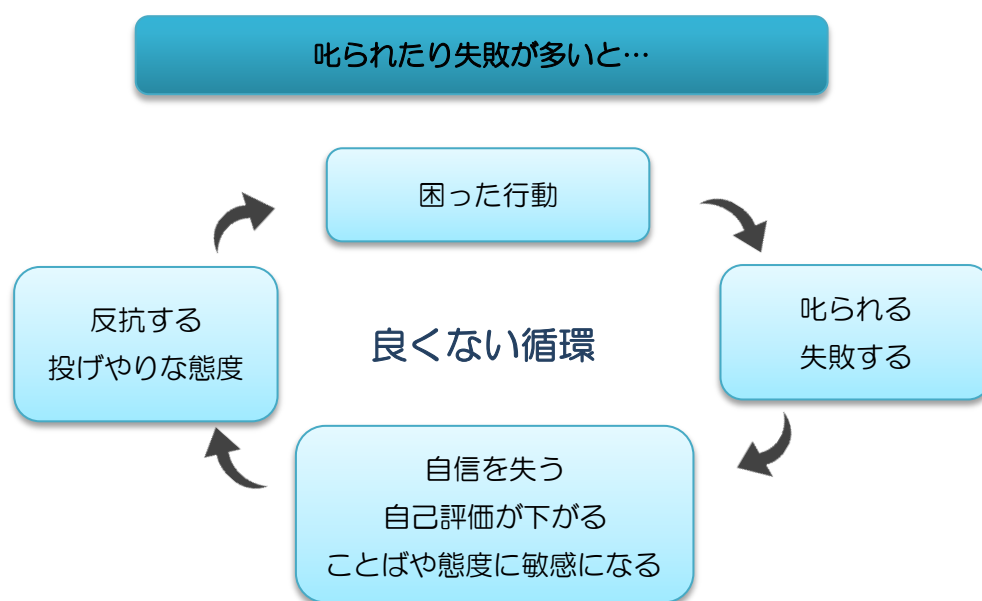 叱られたり失敗が多いと…
困った行動
叱られる
失敗する
自信を失う
自己評価が下がる
ことばや態度に敏感になる
反抗する
投げやりな態度
良くない循環